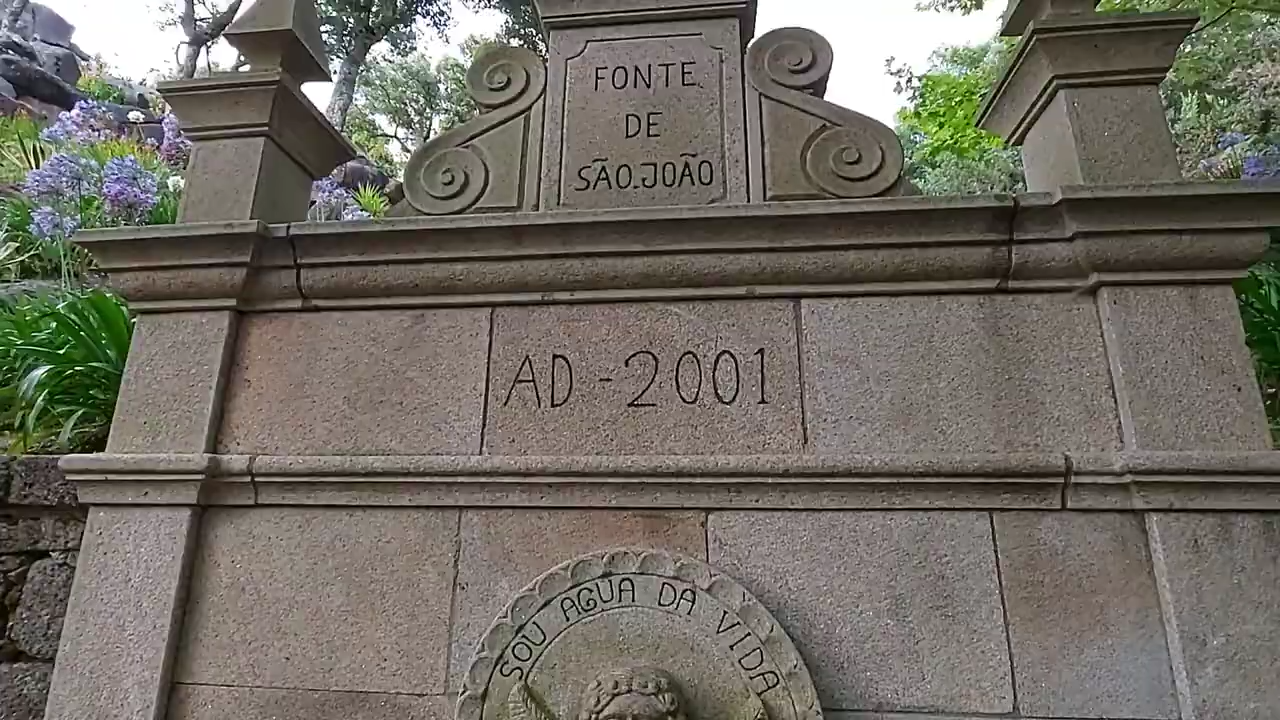 FONTE
DE
SÃO.JOÃO
AD - 2001
SOU AGUA DA VIDA